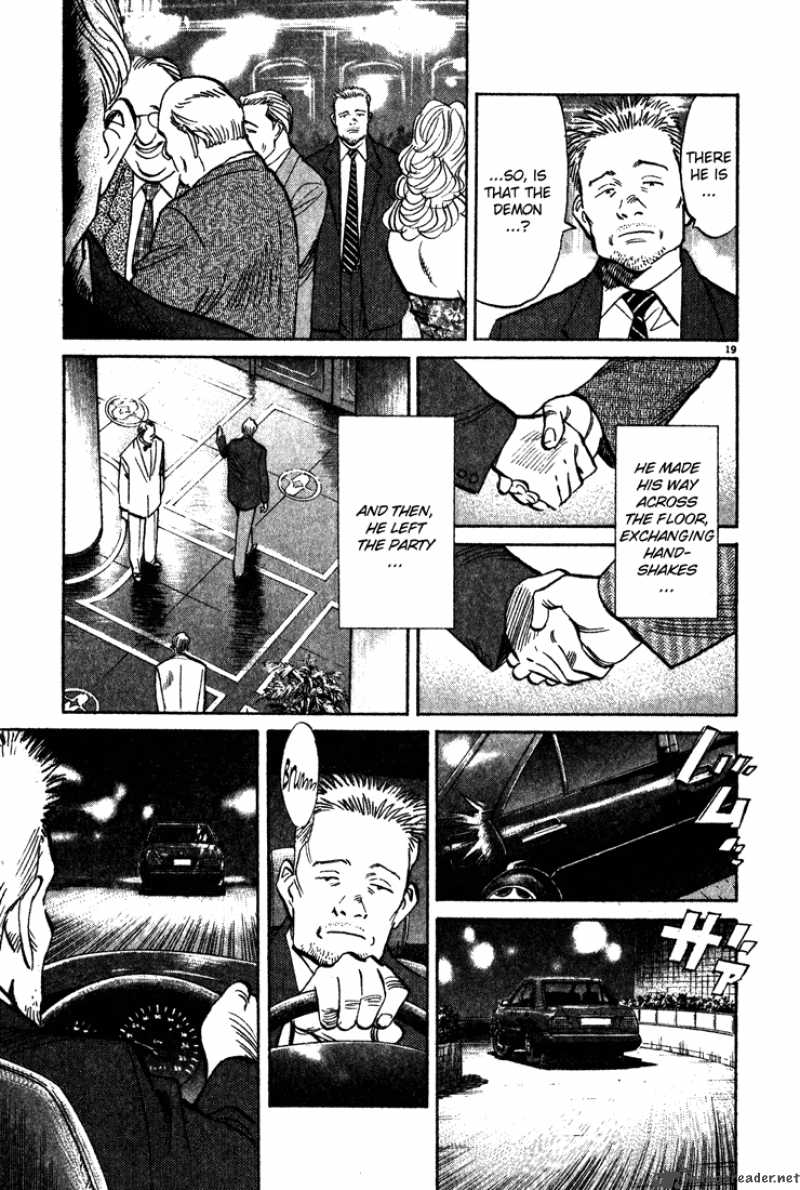 THERE
HE IS
...
...SO, IS
THAT THE
DEMON
...?
19
HE MADE
HIS WAY
ACROSS
THE FLOOR,
EXCHANGING
HAND-
SHAKES
...
AND THEN,
HE LEFT
THE PARTY
...
Brumm